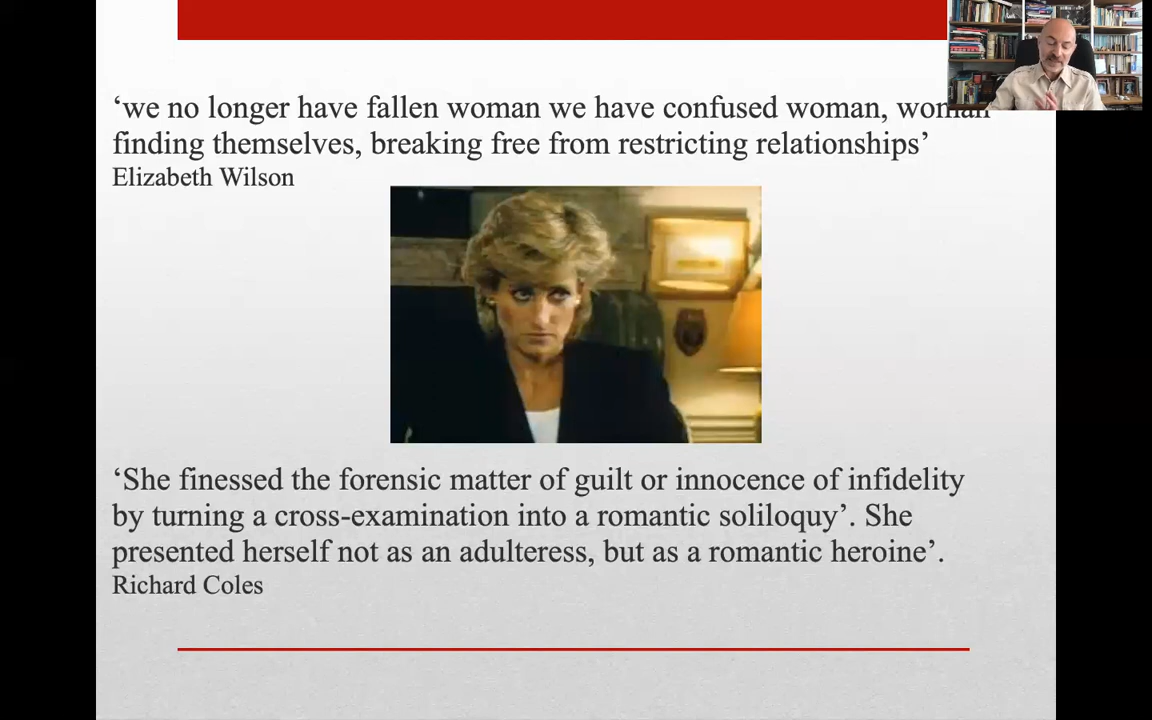 ‘we no longer have fallen woman we have confused woman, woman
finding themselves, breaking free from restricting relationships’
Elizabeth Wilson
‘She finessed the forensic matter of guilt or innocence of infidelity
by turning a cross-examination into a romantic soliloquy’. She
presented herself not as an adulteress, but as a romantic heroine’.
Richard Coles